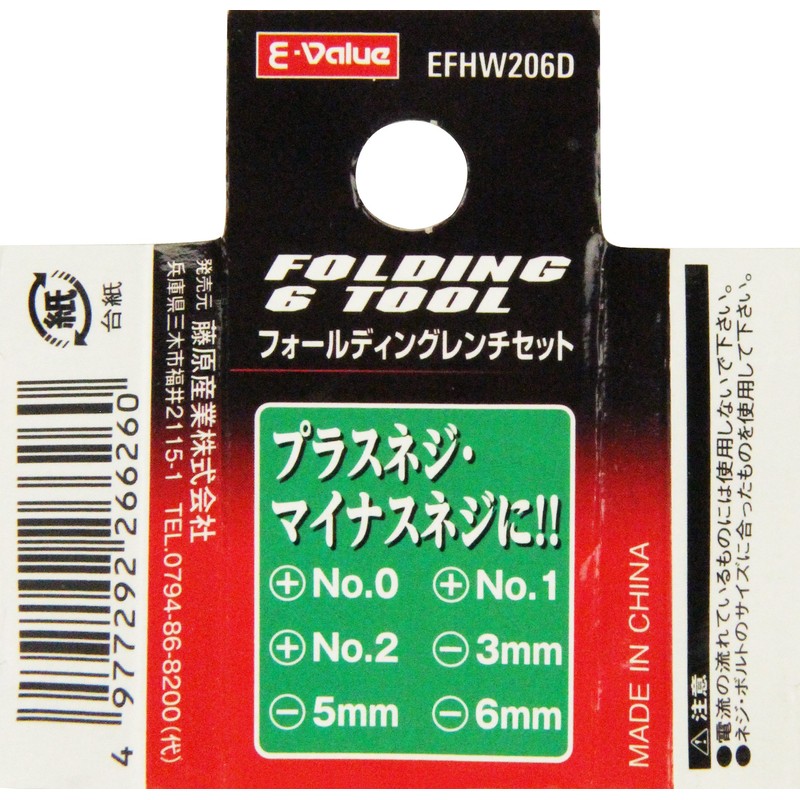 E-Value
EFHW206D
FOLDING
6 TOOL
フォールディングレンチセット
プラスネジ・
マイナスネジに!!
⊕ No.0 ⊕ No.1
⊕ No.2 ⊖ 3mm
⊖ 5mm ⊖ 6mm
紙
台紙
4 977292 266260
発売元 藤原産業株式会社
兵庫県三木市福井2115-1 TEL.0794-86-8200(代)
MADE IN CHINA
⚠注意
●電流の流れているものには使用しないで下さい。
●ネジ・ボルトのサイズに合ったものを使用して下さい。